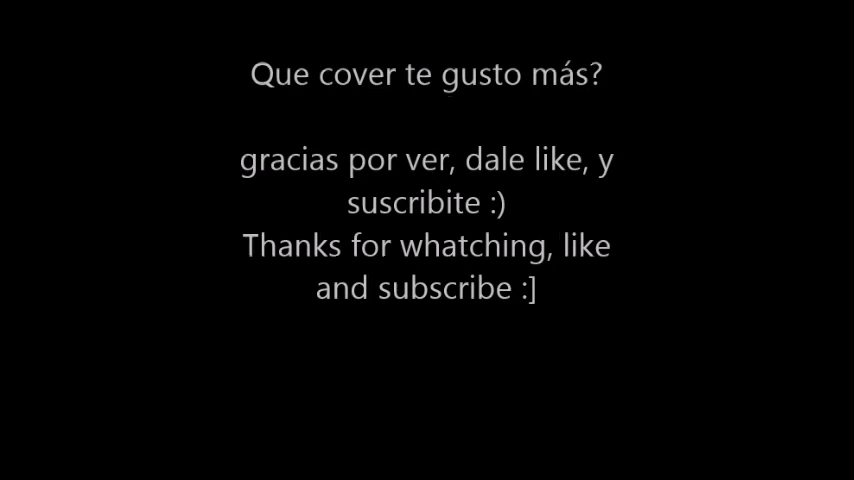 Que cover te gusto más?
gracias por ver, dale like, y
suscribite :)
Thanks for whatching, like
and subscribe :]